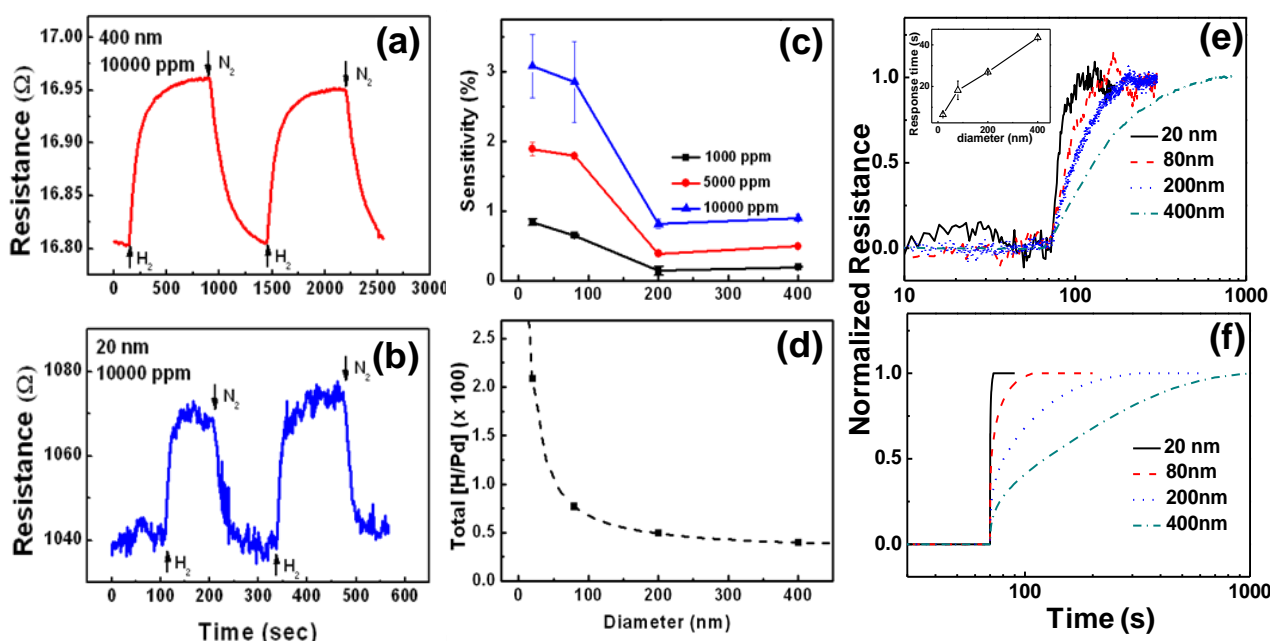 (a)
400 nm
10000 ppm
N2
N2
H2
H2
17.00
16.95
16.90
16.85
16.80
Resistance (Ω)
0 500 1000 1500 2000 2500 3000
(b)
20 nm
10000 ppm
N2
N2
H2
H2
1080
1060
1040
Resistance (Ω)
0 100 200 300 400 500 600
Time (sec)
(c)
4
3
2
1
0
Sensitivity (%)
1000 ppm
5000 ppm
10000 ppm
0 100 200 300 400
(d)
2.5
2.0
1.5
1.0
0.5
0.0
Total [H/Pd] (x 100)
0 100 200 300 400
Diameter (nm)
(e)
Response time (s)
40
20
0 200 400
diameter (nm)
1.0
0.5
0.0
20 nm
80nm
200nm
400nm
10 100 1000
Normalized Resistance
(f)
1.0
0.5
0.0
20 nm
80nm
200nm
400nm
100 1000
Time (s)